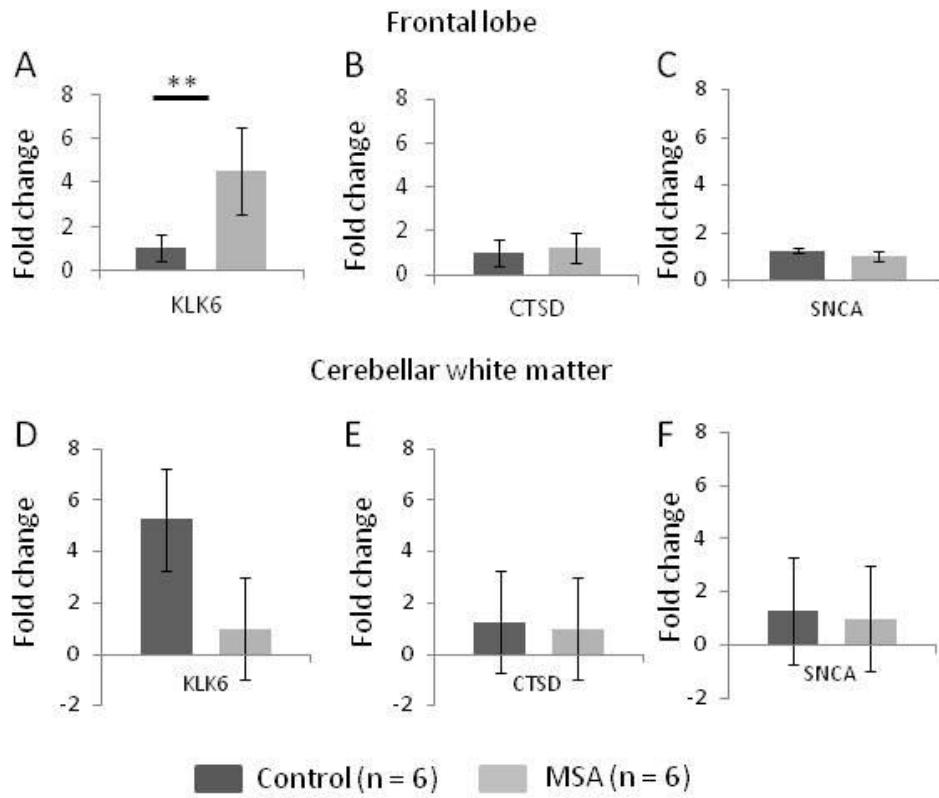 Frontal lobe
A
**
Fold change
8
6
4
2
0
KLK6
B
Fold change
8
6
4
2
0
CTSD
C
Fold change
8
6
4
2
0
SNCA
Cerebellar white matter
D
Fold change
8
6
4
2
0
-2
KLK6
E
Fold change
8
6
4
2
0
-2
CTSD
F
Fold change
8
6
4
2
0
-2
SNCA
Control (n = 6)
MSA (n = 6)